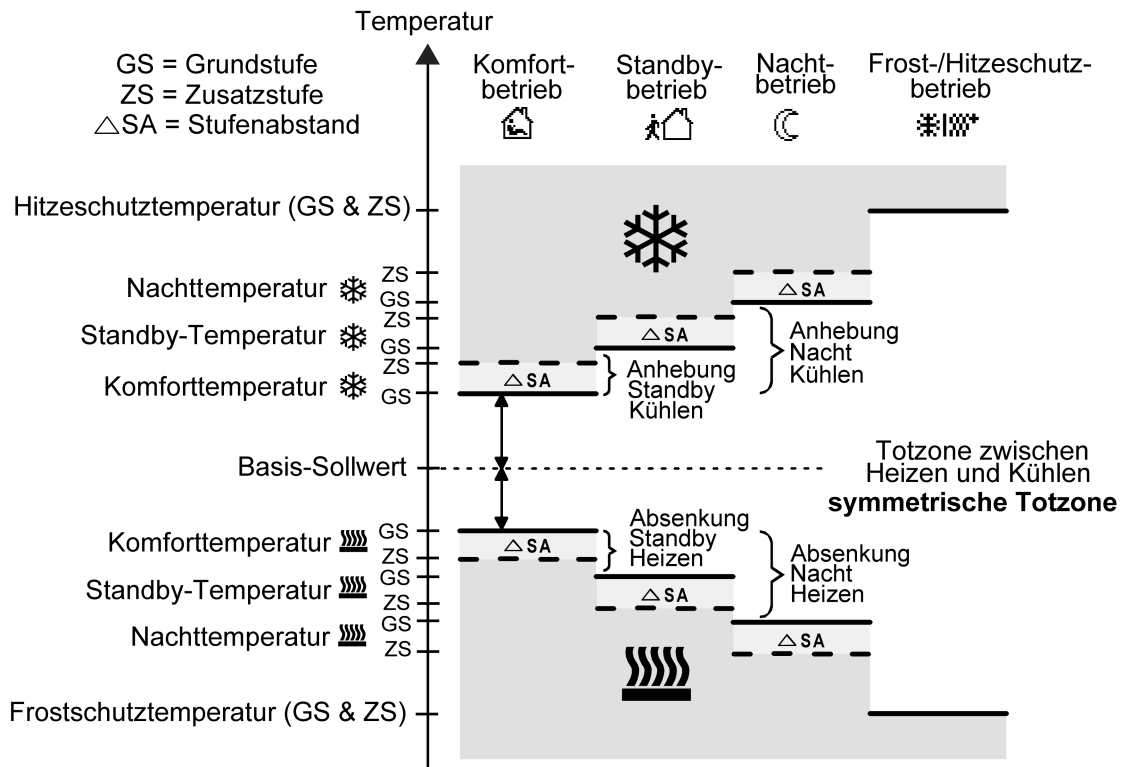 Temperatur
GS = Grundstufe
ZS = Zusatzstufe
△SA = Stufenabstand
Komfort-
betrieb
Standby-
betrieb
Nacht-
betrieb
Frost-/Hitzeschutz-
betrieb
Hitzeschutztemperatur (GS & ZS)
Nachttemperatur
ZS
GS
△SA
Standby-Temperatur
ZS
GS
△SA
Komforttemperatur
ZS
GS
△SA
Anhebung
Standby
Kühlen
Anhebung
Nacht
Kühlen
Basis-Sollwert
Totzone zwischen
Heizen und Kühlen
symmetrische Totzone
Komforttemperatur
GS
ZS
△SA
Absenkung
Standby
Heizen
Standby-Temperatur
GS
ZS
△SA
Absenkung
Nacht
Heizen
Nachttemperatur
GS
ZS
△SA
Frostschutztemperatur (GS & ZS)